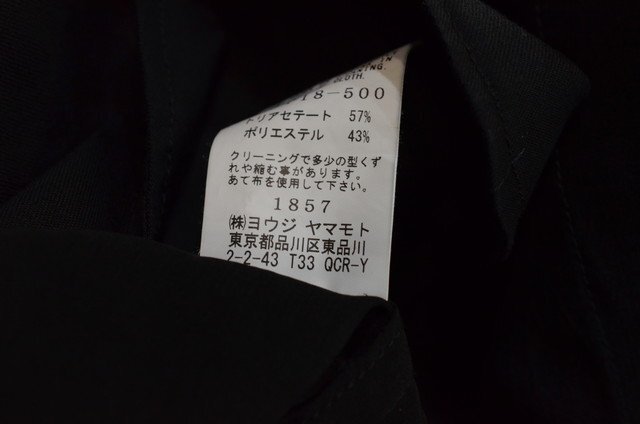 CLOTH.
18-500
トリアセテート 57%
ポリエステル 43%
クリーニングで多少の型くず
れや縮む事があります。
あて布を使用して下さい。
1857
㈱ヨウジ ヤマモト
東京都品川区東品川
2-2-43 T33 QCR-Y